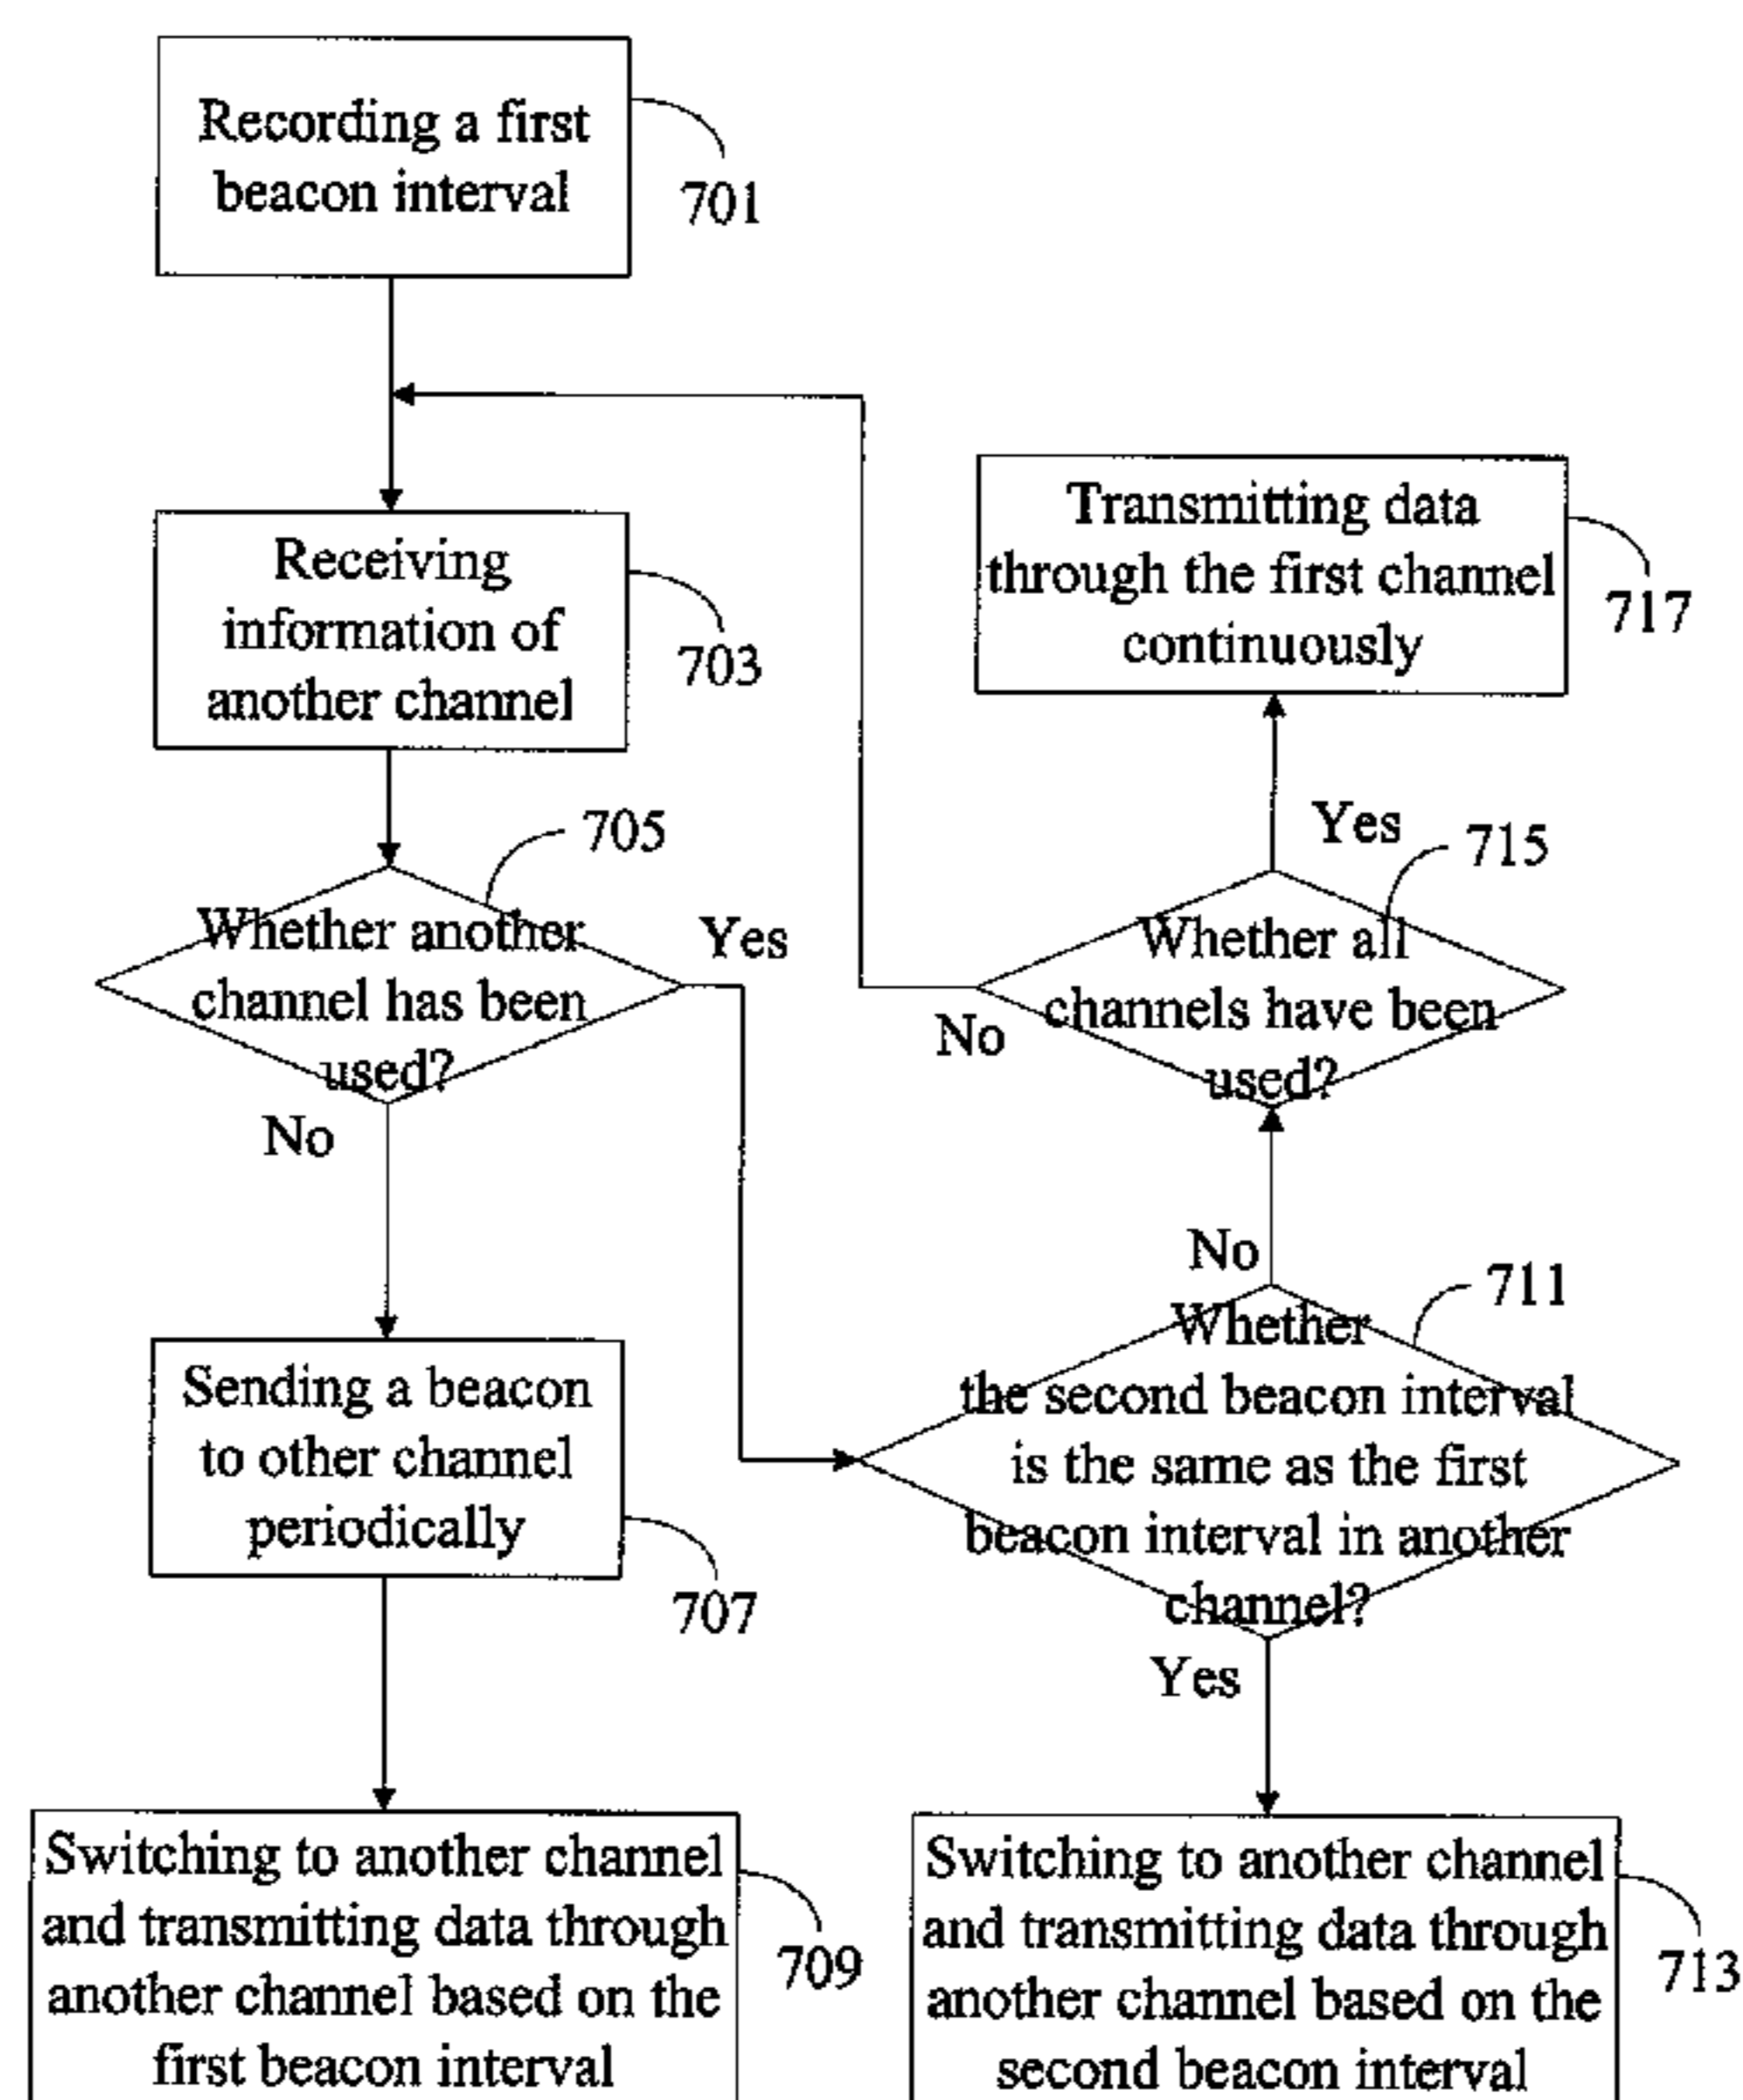 Recording a first
beacon interval
701
Receiving
information of
another channel
703
Transmitting data
through the first channel
continuously
717
705
Whether another
channel has been
used?
Yes
No
Yes
715
Whether all
channels have been
used?
No
No
711
Whether
the second beacon interval
is the same as the first
beacon interval in another
channel?
Yes
Sending a beacon
to other channel
periodically
707
Switching to another channel
and transmitting data through
another channel based on the
first beacon interval
709
Switching to another channel
and transmitting data through
another channel based on the
second beacon interval
713